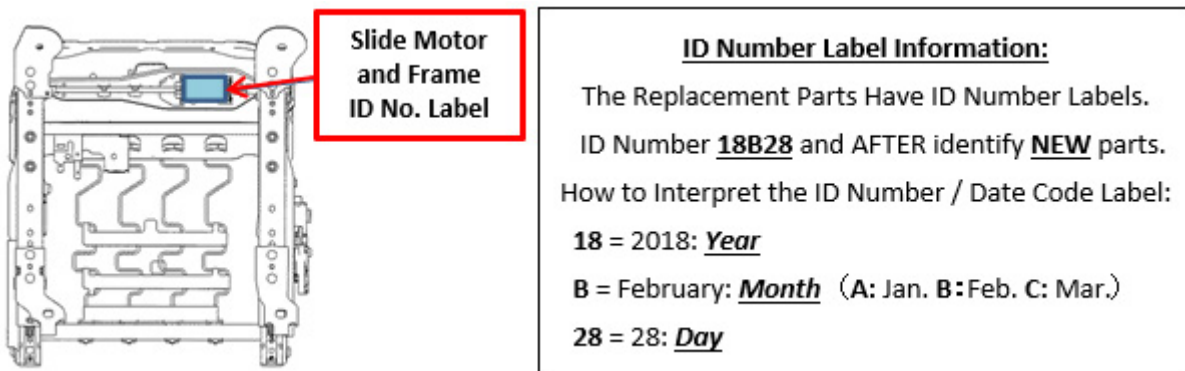 Slide Motor
and Frame
ID No. Label
ID Number Label Information:
The Replacement Parts Have ID Number Labels.
ID Number 18B28 and AFTER identify NEW parts.
How to Interpret the ID Number / Date Code Label:
18 = 2018: Year
B = February: Month (A: Jan. B:Feb. C: Mar.)
28 = 28: Day